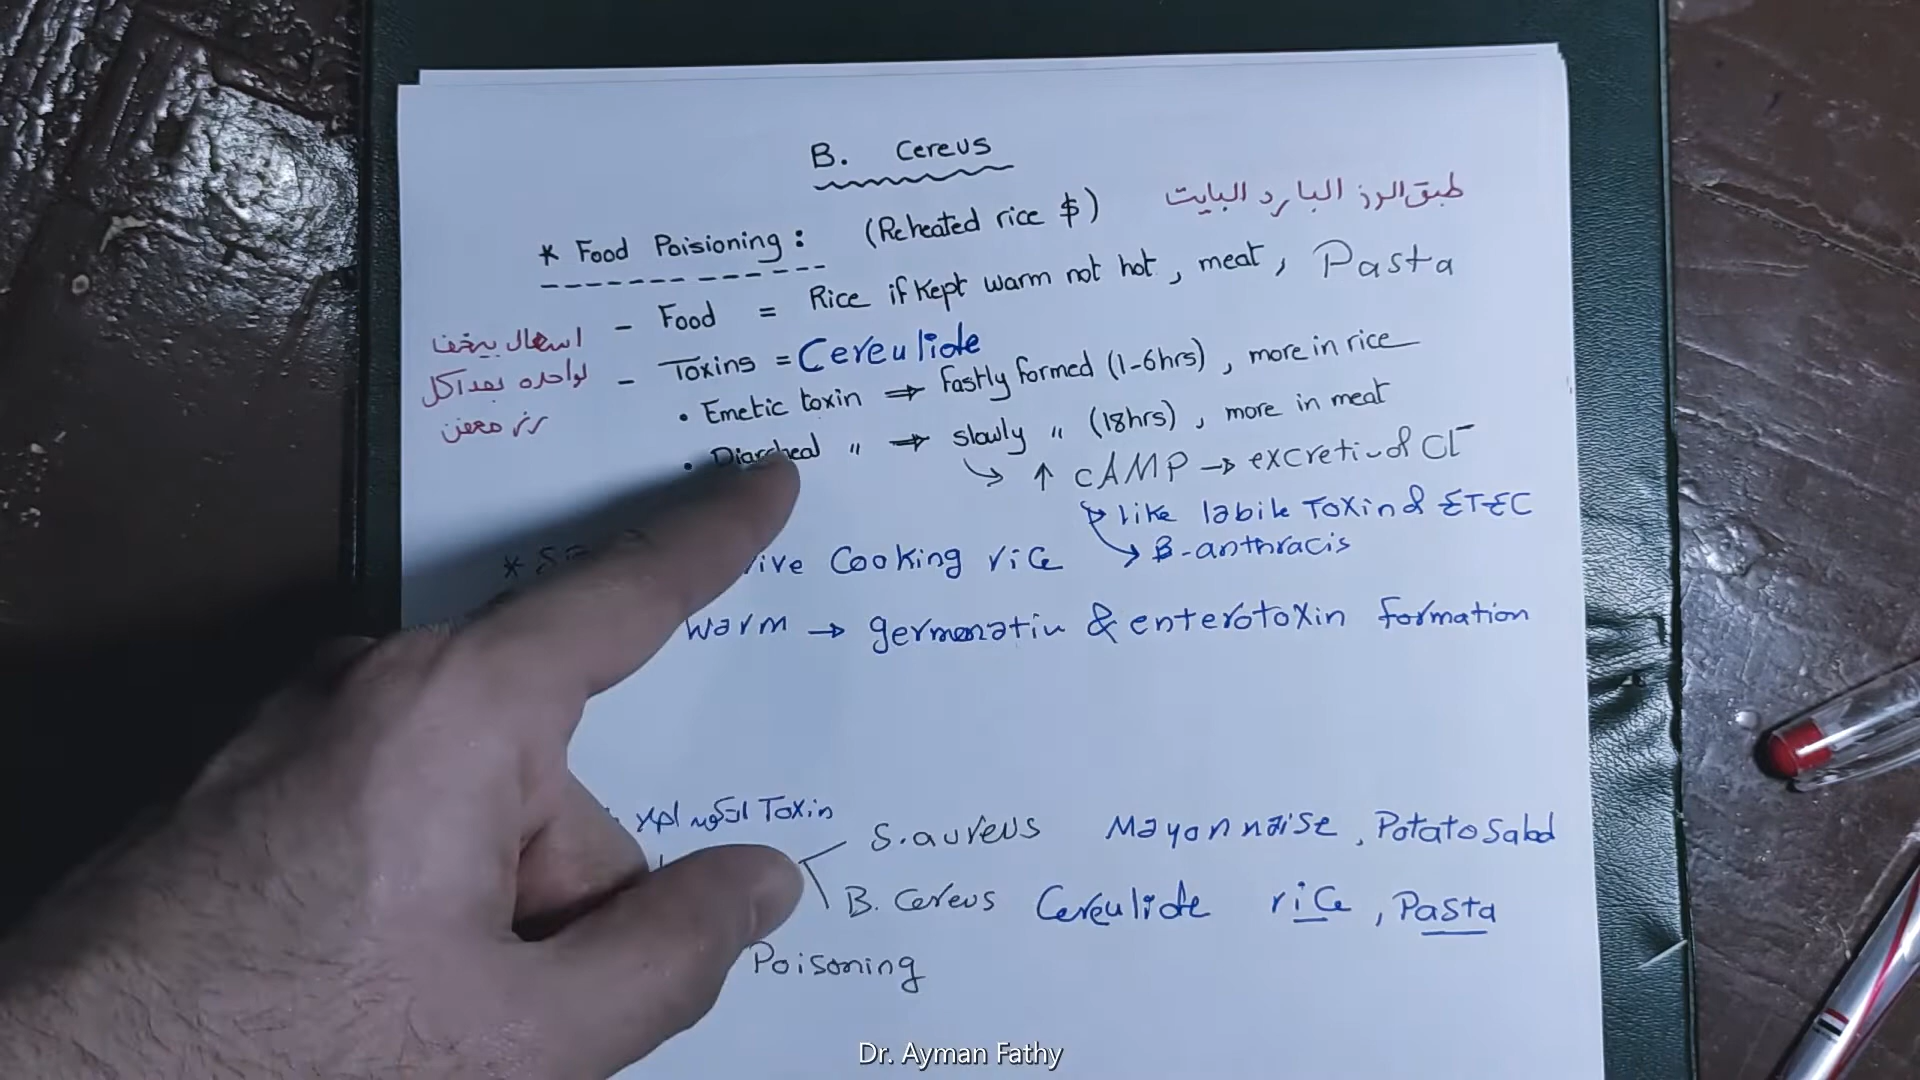 B. Cereus
* Food Poisioning: (Reheated rice $) طبق الرز البارد البايت
- Food = Rice if kept warm not hot, meat, Pasta
اسهال بيخف
لواحده بعد اكل
رز معفن
- Toxins = Cereulide
• Emetic toxin ⇒ Fastly formed (1-6hrs), more in rice
• Diarrheal " ⇒ slowly " (18hrs), more in meat
↘ ↑ cAMP → excretion of Cl⁻
↳ like labile Toxin of ETEC
↘ B-anthracis
* Cooking rice
warm → germenatin & enterotoxin formation
Toxin
S. aureus Mayonnaise, Potato Salad
B. Cereus Cereulide rice, Pasta
Poisoning
Dr. Ayman Fathy